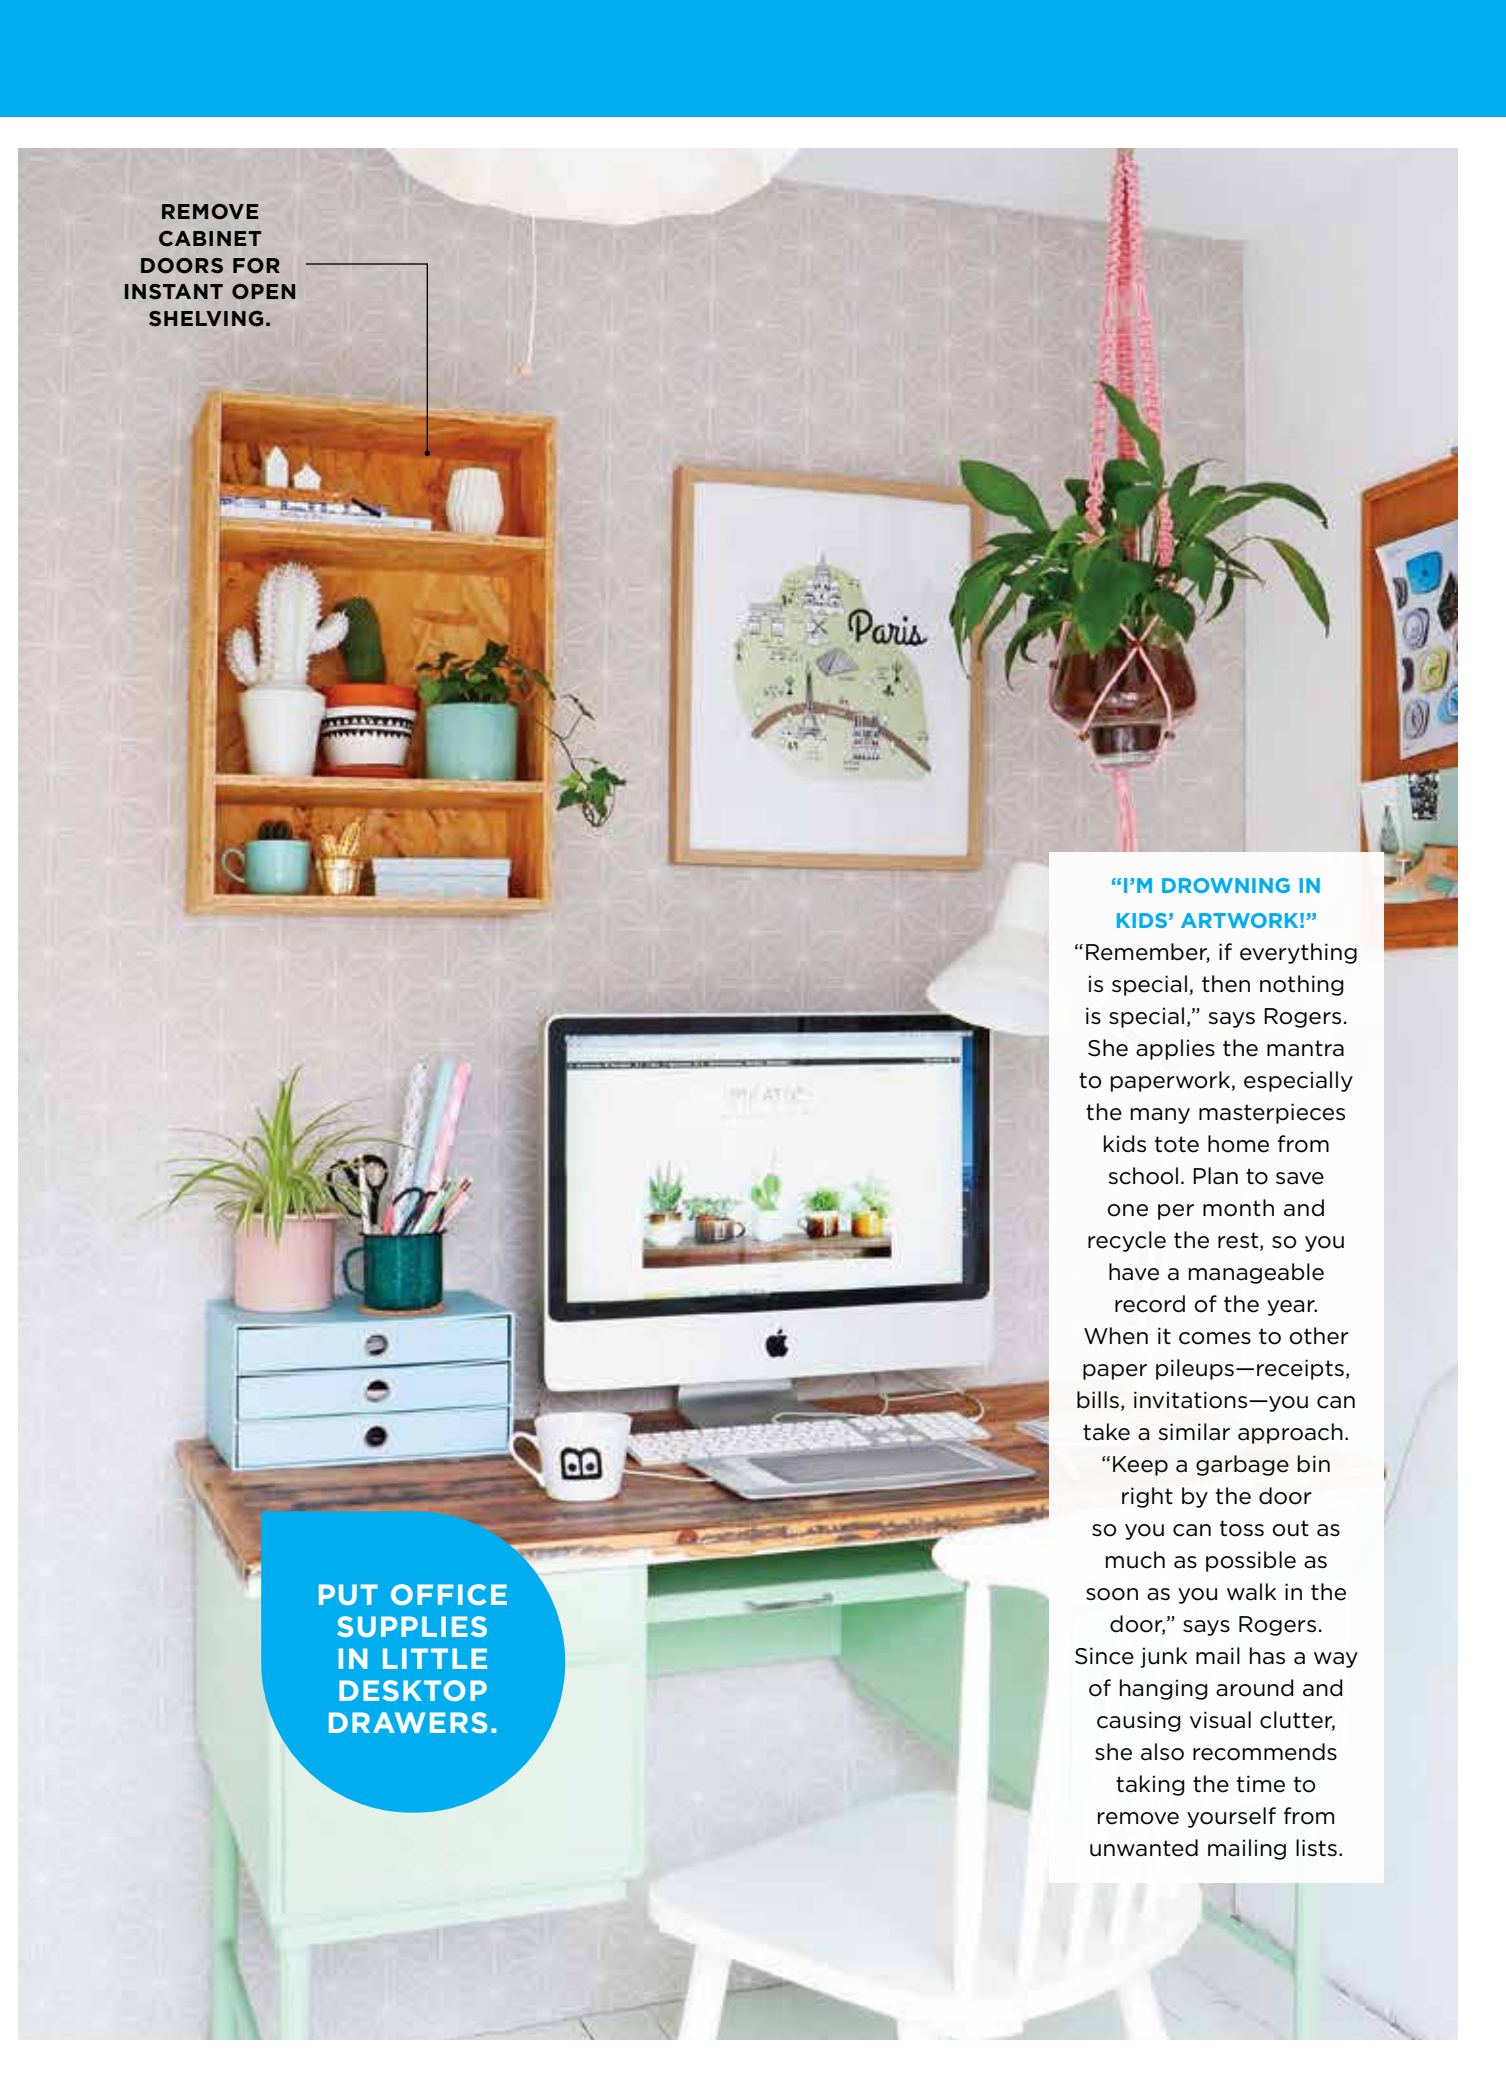 REMOVE
CABINET
DOORS FOR
INSTANT OPEN
SHELVING.
Paris
B
“I’M DROWNING IN
KIDS’ ARTWORK!”
“Remember, if everything
is special, then nothing
is special,” says Rogers.
She applies the mantra
to paperwork, especially
the many masterpieces
kids tote home from
school. Plan to save
one per month and
recycle the rest, so you
have a manageable
record of the year.
When it comes to other
paper pileups—receipts,
bills, invitations—you can
take a similar approach.
“Keep a garbage bin
right by the door
so you can toss out as
much as possible as
soon as you walk in the
door,” says Rogers.
Since junk mail has a way
of hanging around and
causing visual clutter,
she also recommends
taking the time to
remove yourself from
unwanted mailing lists.
PUT OFFICE
SUPPLIES
IN LITTLE
DESKTOP
DRAWERS.